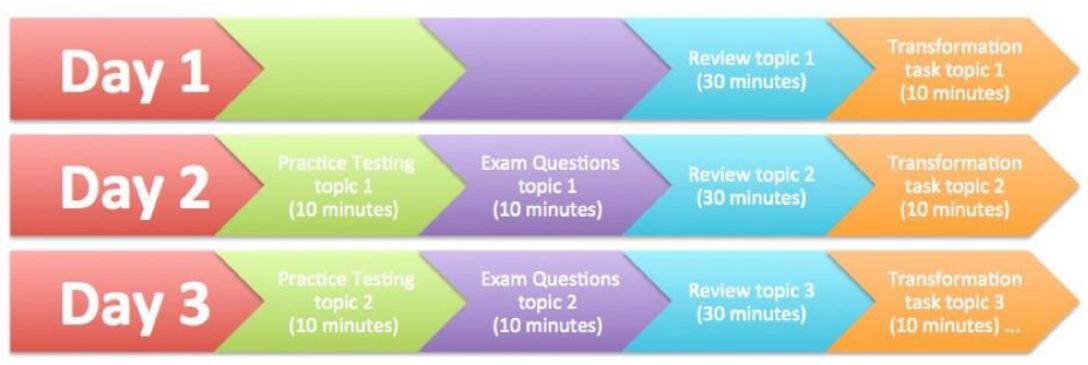 Day 1
Review topic 1
(30 minutes)
Transformation
task topic 1
(10 minutes)
Day 2
Practice Testing
topic 1
(10 minutes)
Exam Questions
topic 1
(10 minutes)
Review topic 2
(30 minutes)
Transformation
task topic 2
(10 minutes)
Day 3
Practice Testing
topic 2
(10 minutes)
Exam Questions
topic 2
(10 minutes)
Review topic 3
(30 minutes)
Transformation
task topic 3
(10 minutes) ...